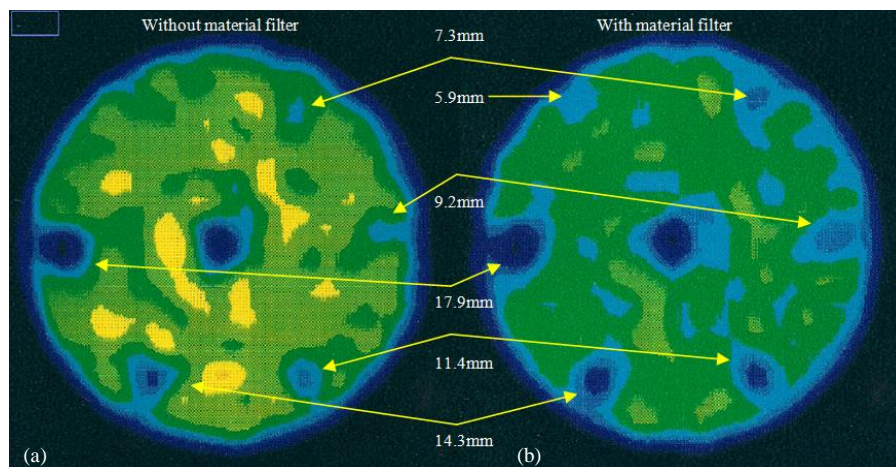 Without material filter
7.3mm
With material filter
5.9mm
9.2mm
17.9mm
11.4mm
14.3mm
(a)
(b)